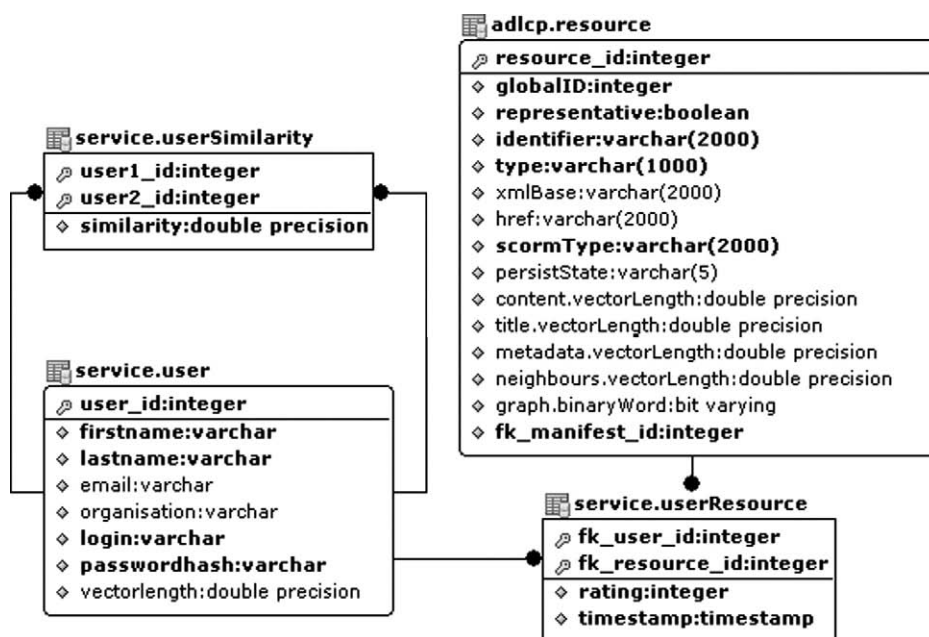 adlcp.resource
resource_id:integer
globalID:integer
representative:boolean
identifier:varchar(2000)
type:varchar(1000)
xmlBase:varchar(2000)
href:varchar(2000)
scormType:varchar(2000)
persistState:varchar(5)
content.vectorLength:double precision
title.vectorLength:double precision
metadata.vectorLength:double precision
neighbours.vectorLength:double precision
graph.binaryWord:bit varying
fk_manifest_id:integer
service.userSimilarity
user1_id:integer
user2_id:integer
similarity:double precision
service.user
user_id:integer
firstname:varchar
lastname:varchar
email:varchar
organisation:varchar
login:varchar
passwordhash:varchar
vectorlength:double precision
service.userResource
fk_user_id:integer
fk_resource_id:integer
rating:integer
timestamp:timestamp